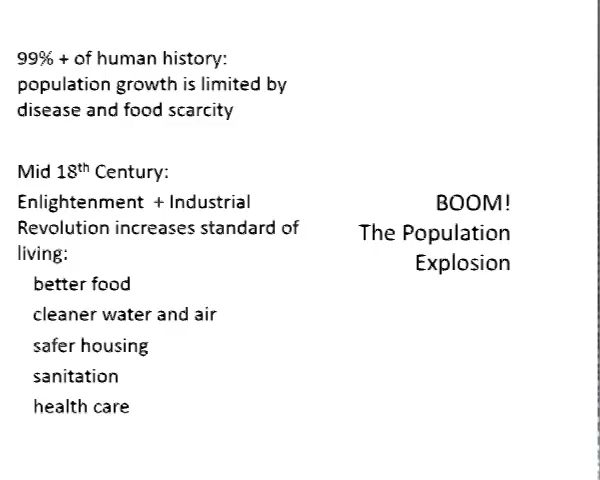 99% + of human history:
population growth is limited by
disease and food scarcity
Mid 18th Century:
Enlightenment + Industrial
Revolution increases standard of
living:
better food
cleaner water and air
safer housing
sanitation
health care
BOOM!
The Population
Explosion